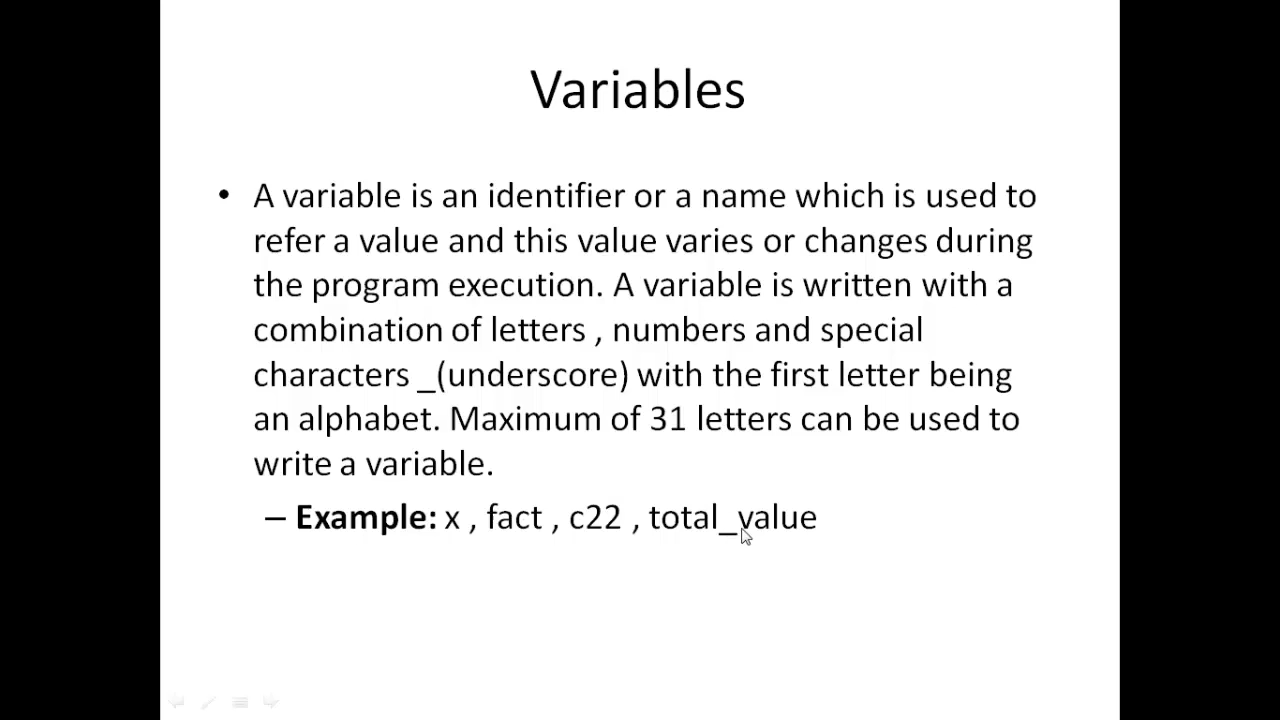 Variables
• A variable is an identifier or a name which is used to
refer a value and this value varies or changes during
the program execution. A variable is written with a
combination of letters , numbers and special
characters _(underscore) with the first letter being
an alphabet. Maximum of 31 letters can be used to
write a variable.
– Example: x , fact , c22 , total_value